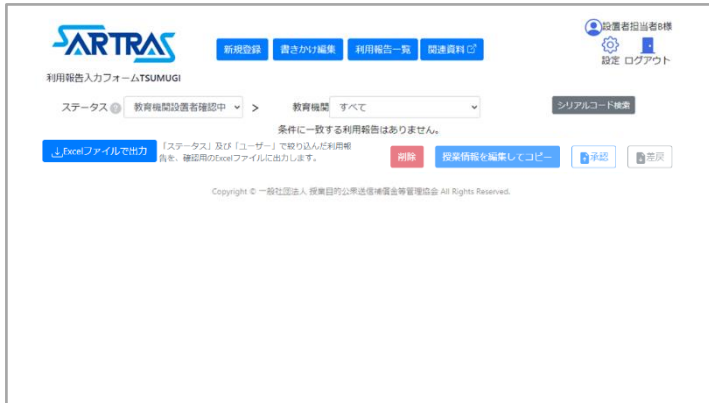 設置者担当者B様
SARTRAS
新規登録 書きかけ編集 利用報告一覧 関連資料
設定 ログアウト
利用報告入力フォームTSUMUGI
ステータス ? 教育機関設置者確認中 > 教育機関 すべて シリアルコード検索
条件に一致する利用報告はありません。
Excelファイルで出力 「ステータス」及び「ユーザー」で絞り込んだ利用報
告を、確認用のExcelファイルに出力します。
削除 授業情報を編集してコピー 承認 差戻
Copyright © 一般社団法人 授業目的公衆送信補償金等管理協会 All Rights Reserved.